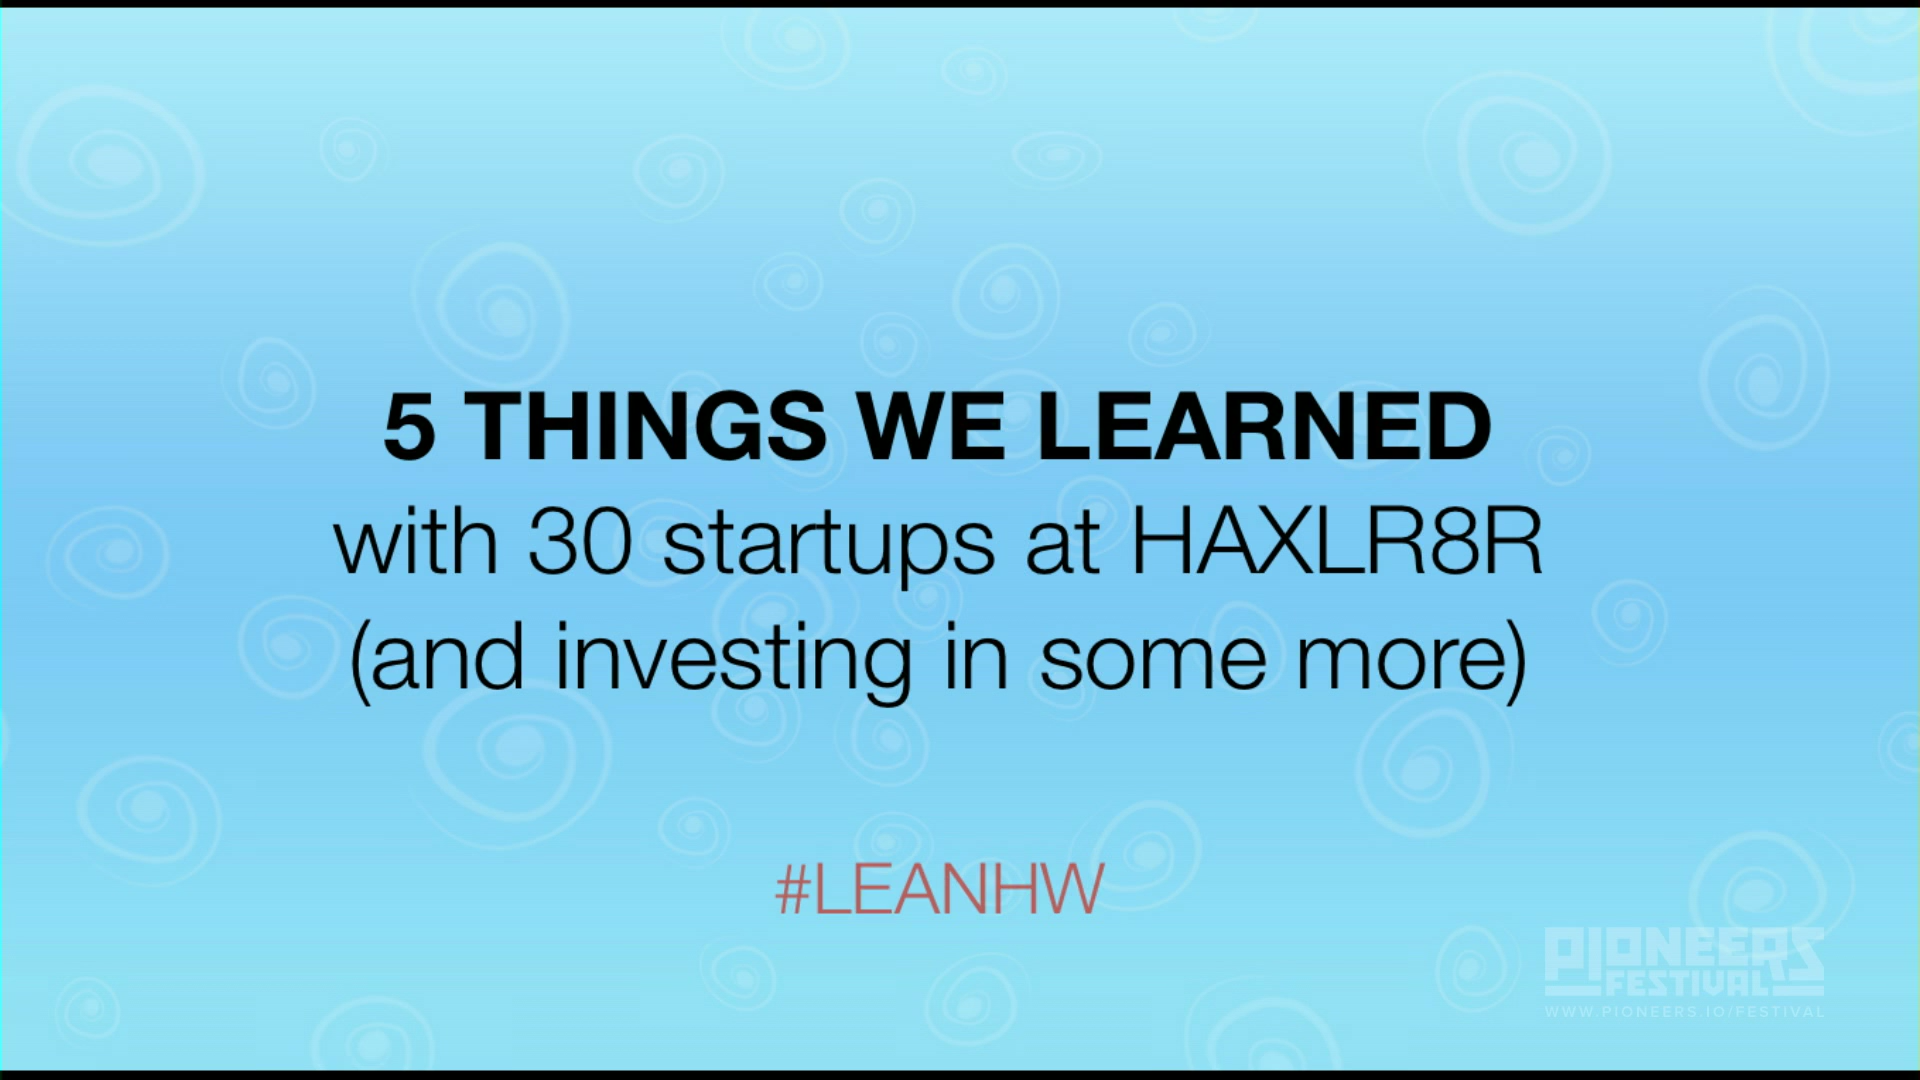 5 THINGS WE LEARNED
with 30 startups at HAXLR8R
(and investing in some more)
#LEANHW
PIONEERS
FESTIVAL
WWW.PIONEERS.IO/FESTIVAL